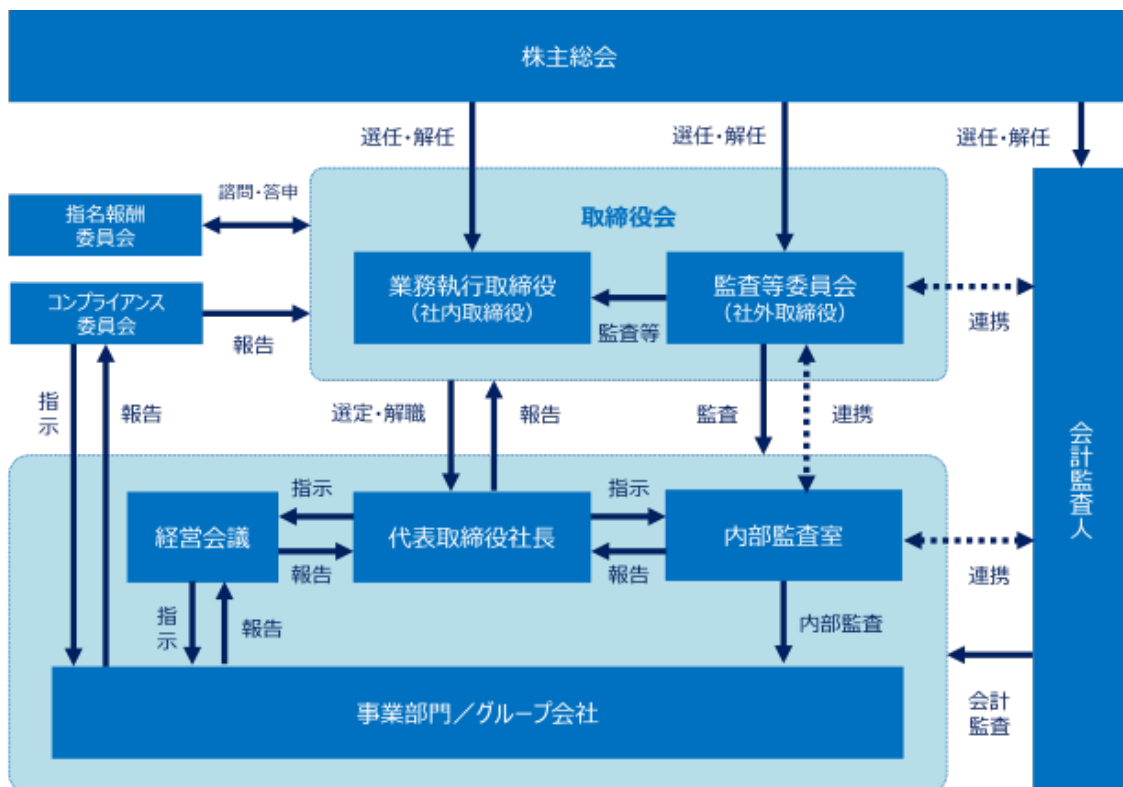 株主総会
選任・解任
選任・解任
選任・解任
諮問・答申
指名報酬
委員会
取締役会
業務執行取締役
（社内取締役）
監査等委員会
（社外取締役）
監査等
連携
コンプライアンス
委員会
報告
指示
報告
選定・解職
報告
監査
連携
会計監査人
経営会議
指示
報告
代表取締役社長
指示
報告
内部監査室
連携
指示
報告
内部監査
事業部門／グループ会社
会計
監査